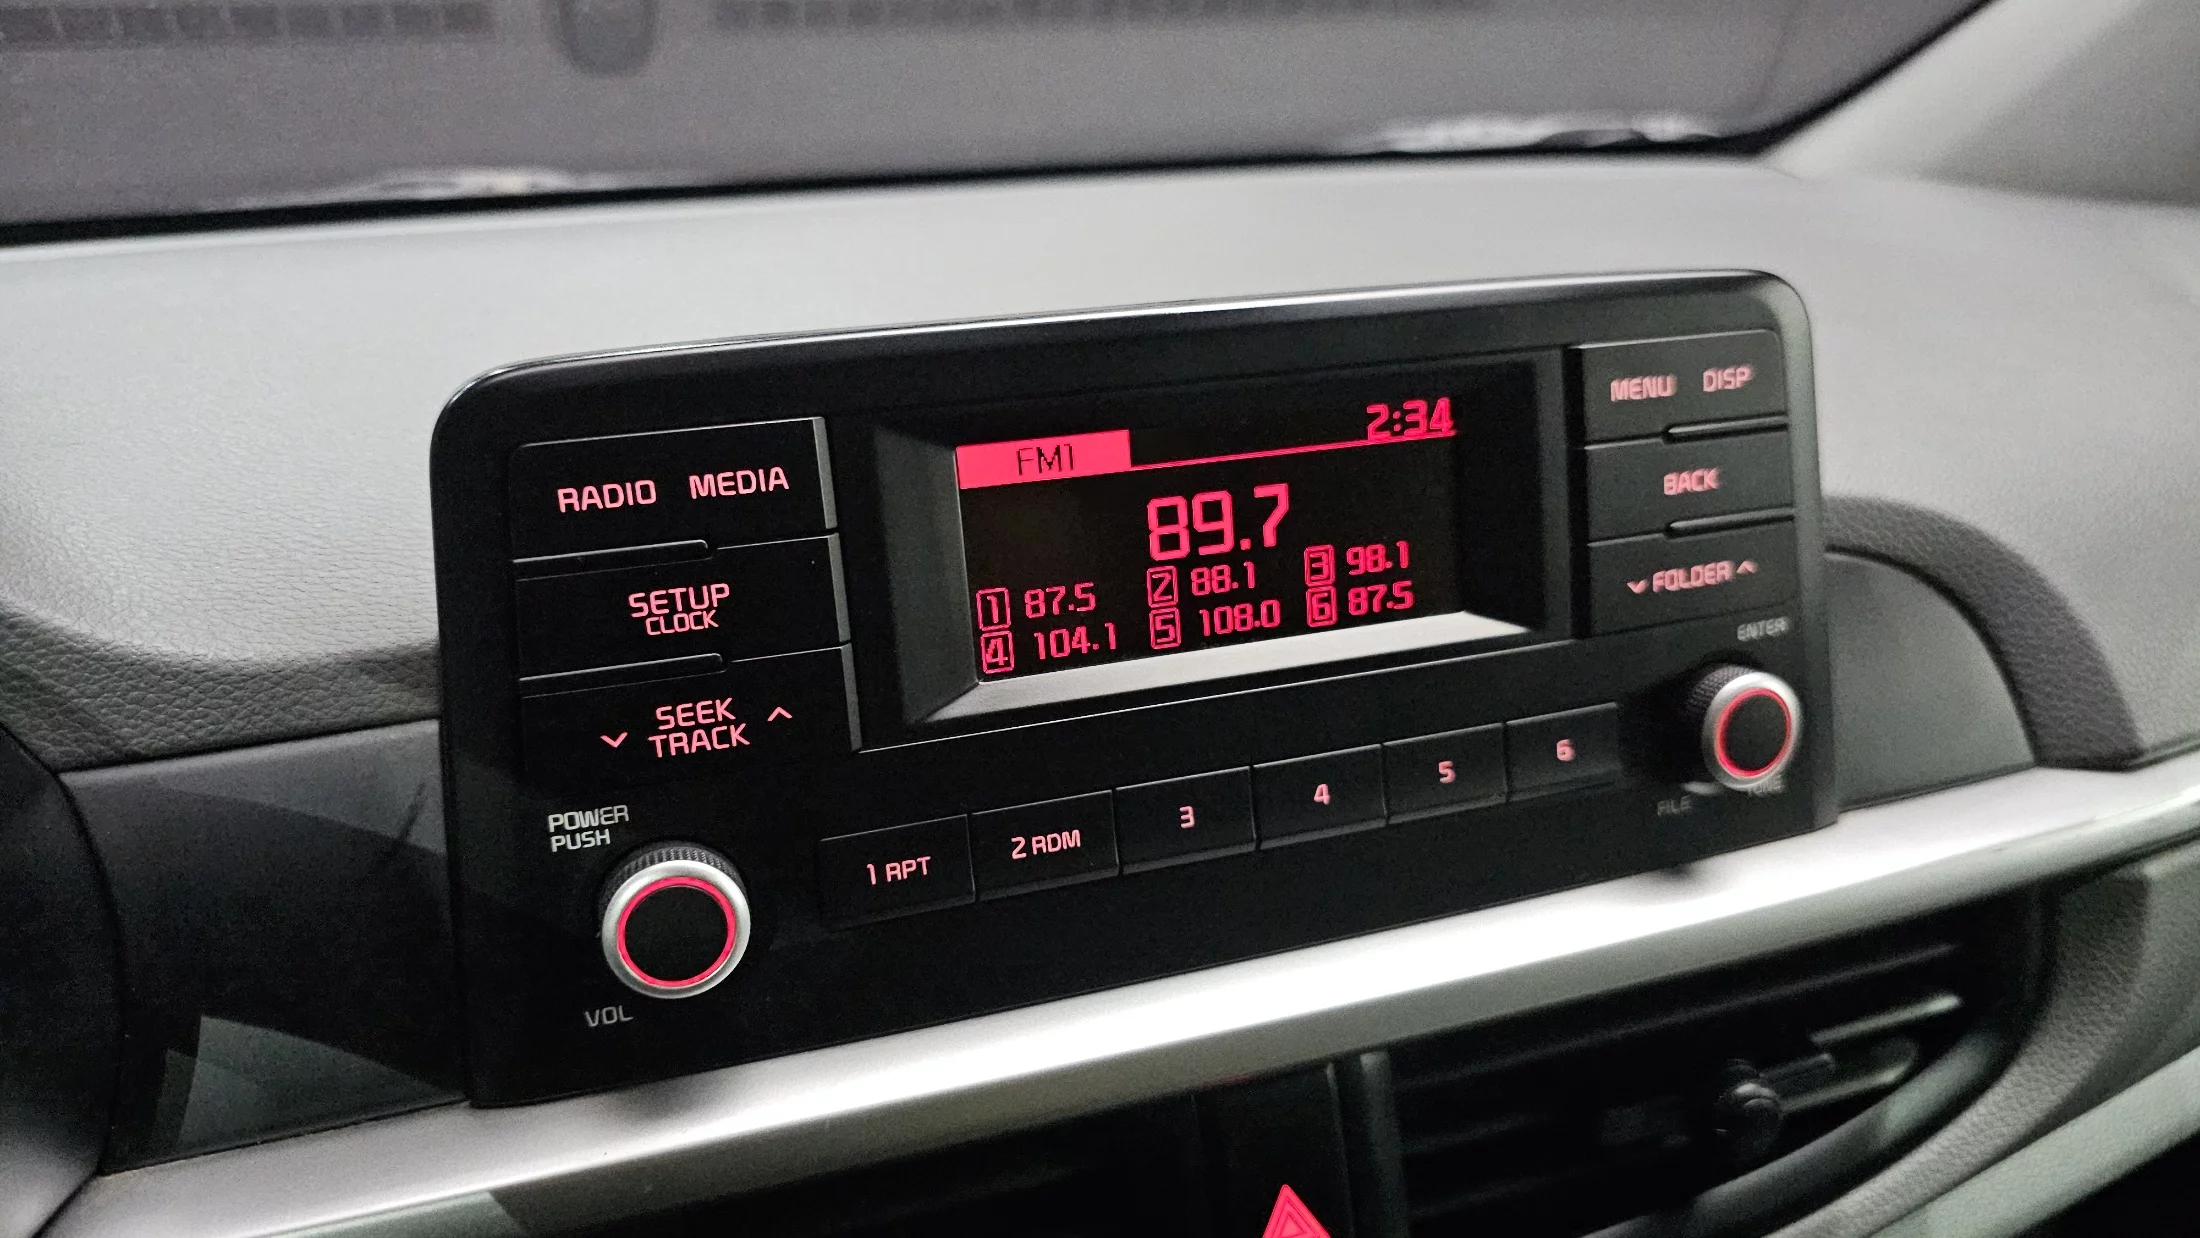 RADIO MEDIA
SETUP
CLOCK
SEEK
TRACK
POWER
PUSH
VOL
FM1 2:34
89.7
1 87.5 2 88.1 3 98.1
4 104.1 5 108.0 6 87.5
1 RPT 2 RDM 3 4 5 6
MENU DISP
BACK
FOLDER
ENTER
FILE TUNE